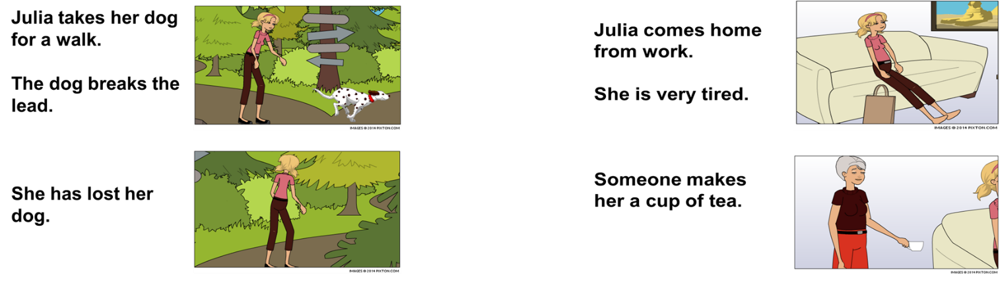 Julia takes her dog
for a walk.
The dog breaks the
lead.
IMAGES © 2014 PIXTON.COM
She has lost her
dog.
IMAGES © 2014 PIXTON.COM
Julia comes home
from work.
She is very tired.
IMAGES © 2014 PIXTON.COM
Someone makes
her a cup of tea.
IMAGES © 2014 PIXTON.COM